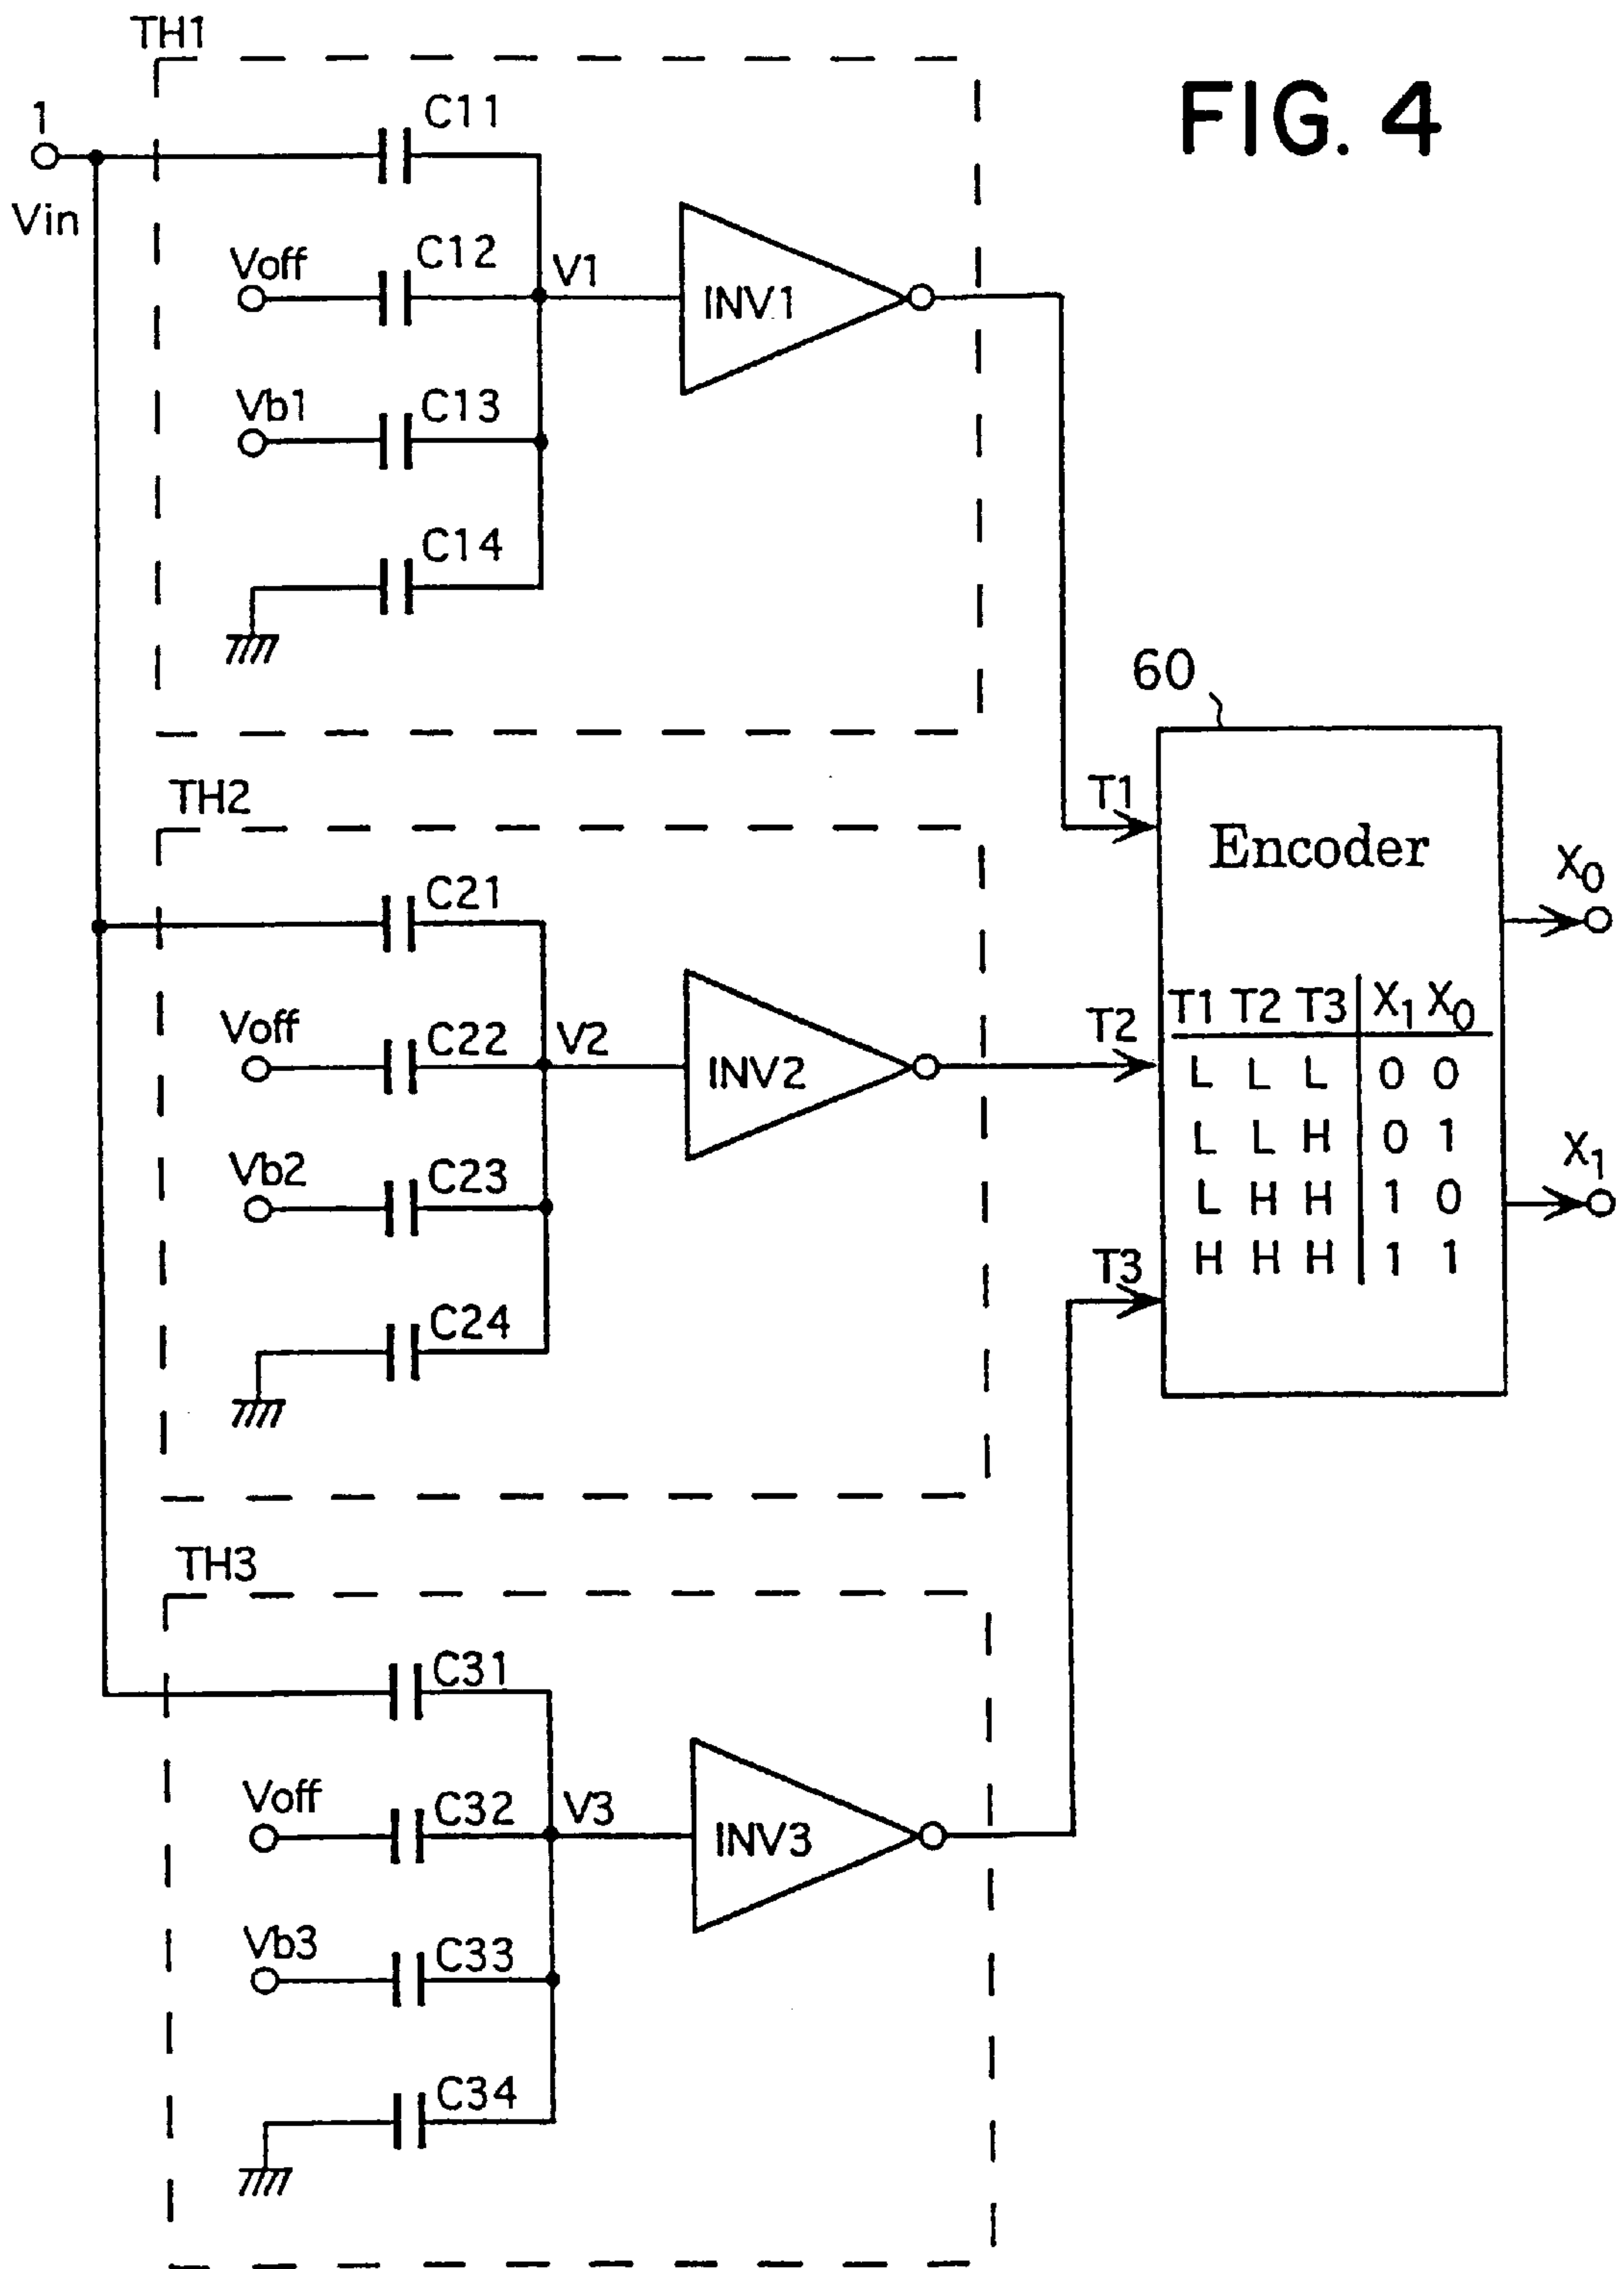 TH1
FIG. 4
1
Vin
C11
Voff
C12
V1
INV1
Vb1
C13
C14
60
TH2
T1
Encoder
X0
C21
Voff
C22
V2
INV2
T2
T1 T2 T3 X1 X0
L L L 0 0
L L H 0 1
L H H 1 0
H H H 1 1
X1
Vb2
C23
T3
C24
TH3
C31
Voff
C32
V3
INV3
Vb3
C33
C34